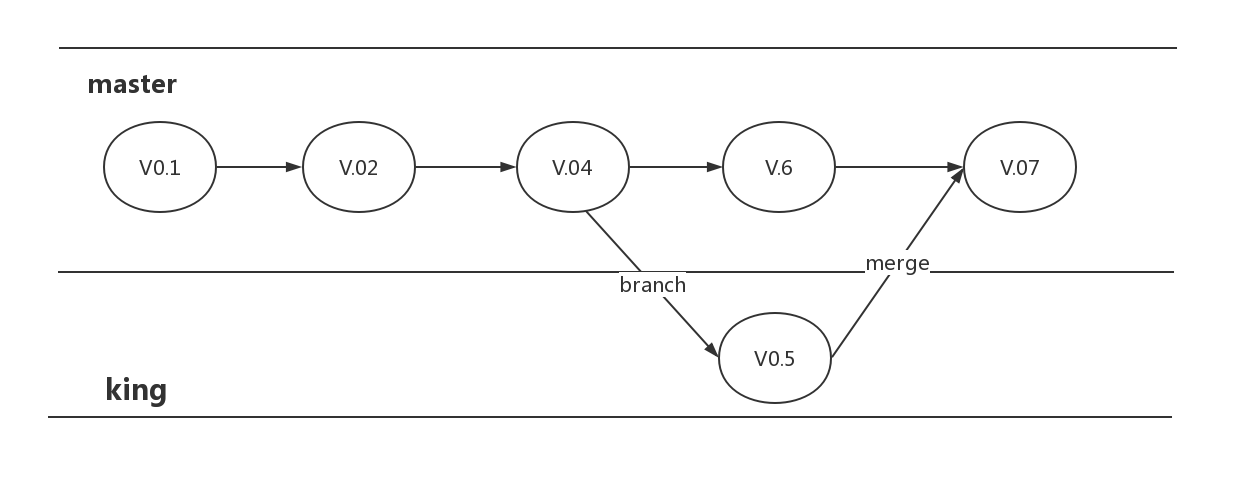 master
V0.1
V.02
V.04
V.6
V.07
merge
branch
V0.5
king